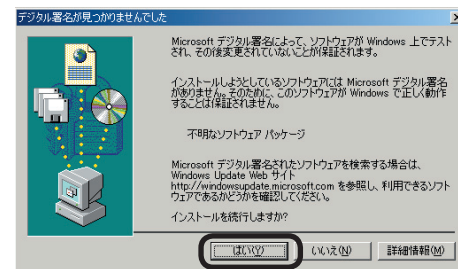 デジタル署名が見つかりませんでした
Microsoft デジタル署名によって、ソフトウェアが Windows 上でテスト
され、その後変更されていないことが保証されます。
インストールしようとしているソフトウェアには Microsoft デジタル署名
がありません。そのために、このソフトウェアが Windows で正しく動作
することは保証されません。
不明なソフトウェア パッケージ
Microsoft デジタル署名されたソフトウェアを検索する場合は、
Windows Update Web サイト
http://windowsupdate.microsoft.com を参照し、利用できるソフト
ウェアであるかどうかを確認してください。
インストールを続行しますか?
はい(Y) いいえ(N) 詳細情報(M)